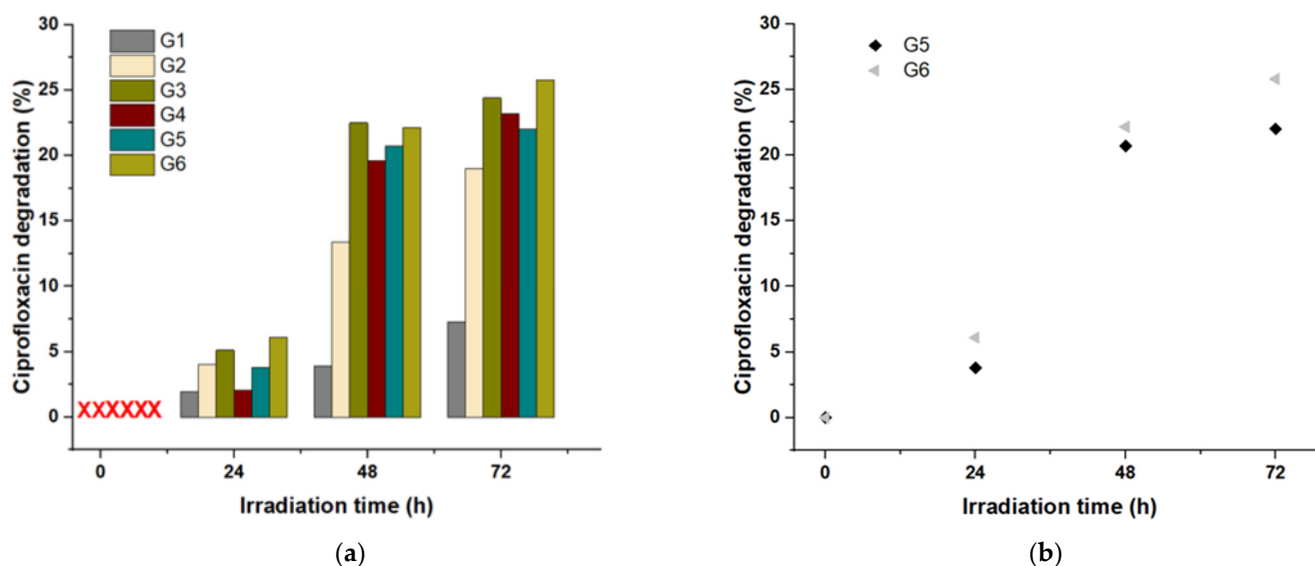 30
25
20
15
10
5
0
Ciprofloxacin degradation (%)
G1
G2
G3
G4
G5
G6
XXXXXX
0 24 48 72
Irradiation time (h)
(a)
30
25
20
15
10
5
0
Ciprofloxacin degradation (%)
G5
G6
0 24 48 72
Irradiation time (h)
(b)